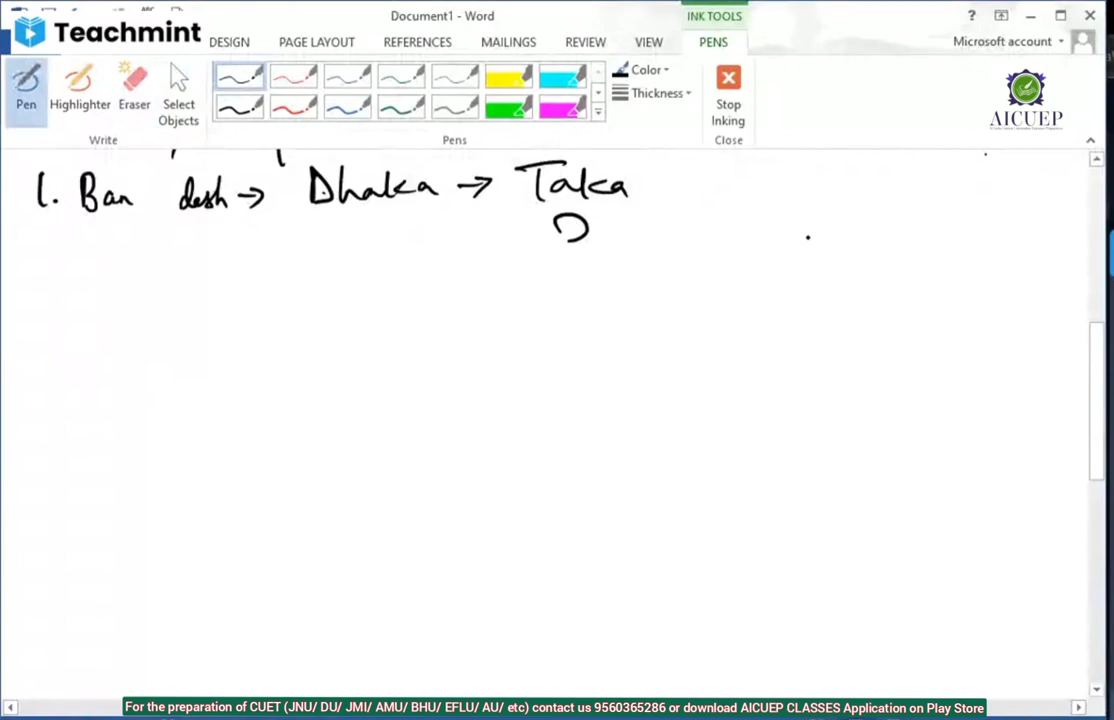 Document1 - Word
INK TOOLS
Teachmint
DESIGN PAGE LAYOUT REFERENCES MAILINGS REVIEW VIEW PENS
Microsoft account
Pen Highlighter Eraser Select Objects
Color
Thickness
Stop Inking
Write Pens Close
AICUEP
1. Ban desh → Dhaka → Taka
D
For the preparation of CUET (JNU/ DU/ JMI/ AMU/ BHU/ EFLU/ AU/ etc) contact us 9560365286 or download AICUEP CLASSES Application on Play Store